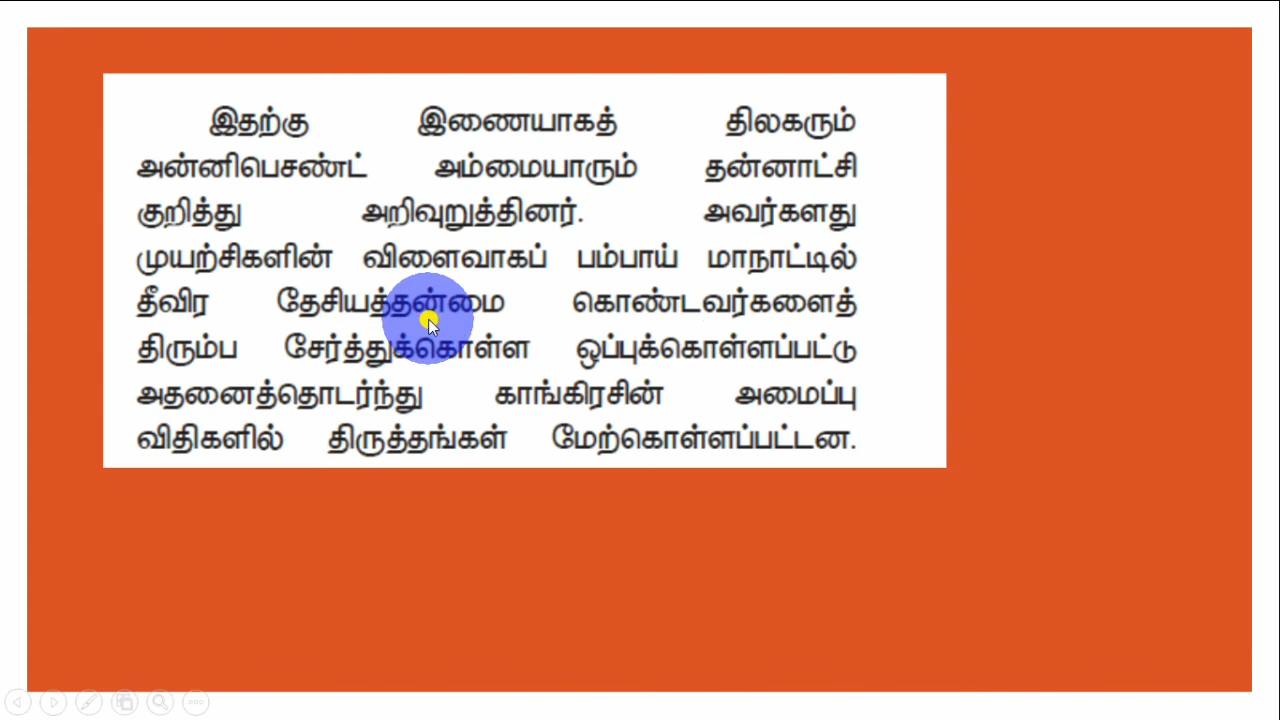 இதற்கு இணையாகத் திலகரும்
அன்னிபெசண்ட் அம்மையாரும் தன்னாட்சி
குறித்து அறிவுறுத்தினர். அவர்களது
முயற்சிகளின் விளைவாகப் பம்பாய் மாநாட்டில்
தீவிர தேசியத்தன்மை கொண்டவர்களைத்
திரும்ப சேர்த்துக்கொள்ள ஒப்புக்கொள்ளப்பட்டு
அதனைத்தொடர்ந்து காங்கிரசின் அமைப்பு
விதிகளில் திருத்தங்கள் மேற்கொள்ளப்பட்டன.